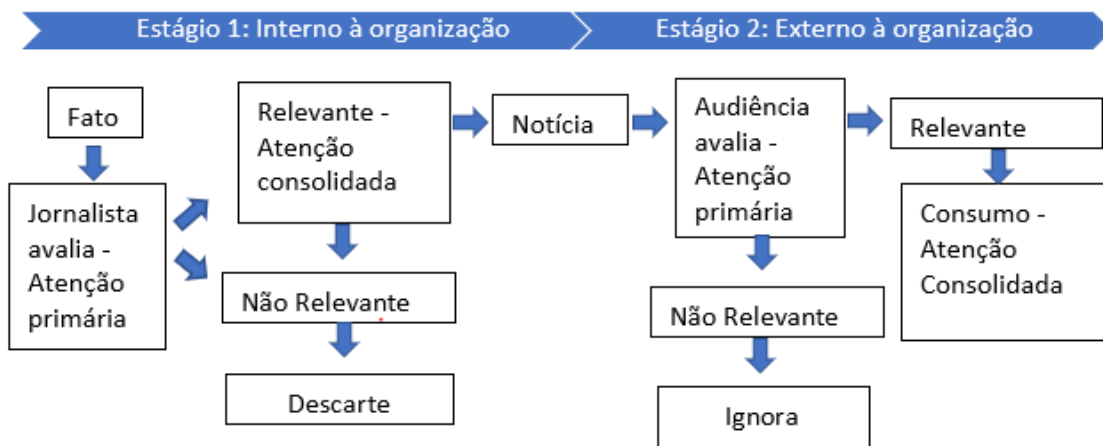 Estágio 1: Interno à organização
Estágio 2: Externo à organização
Fato
Jornalista
avalia -
Atenção
primária
Relevante -
Atenção
consolidada
Não Relevante
Descarte
Notícia
Audiência
avalia -
Atenção
primária
Não Relevante
Ignora
Relevante
Consumo -
Atenção
Consolidada